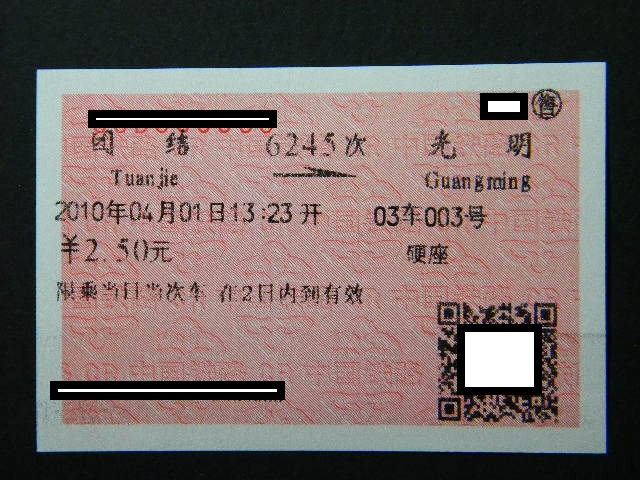 售
团 结 6245次 光 明
Tuanjie Guangming
2010年04月01日13:23开 03车003号
¥2.50元 硬座
限乘当日当次车 在2日内到有效